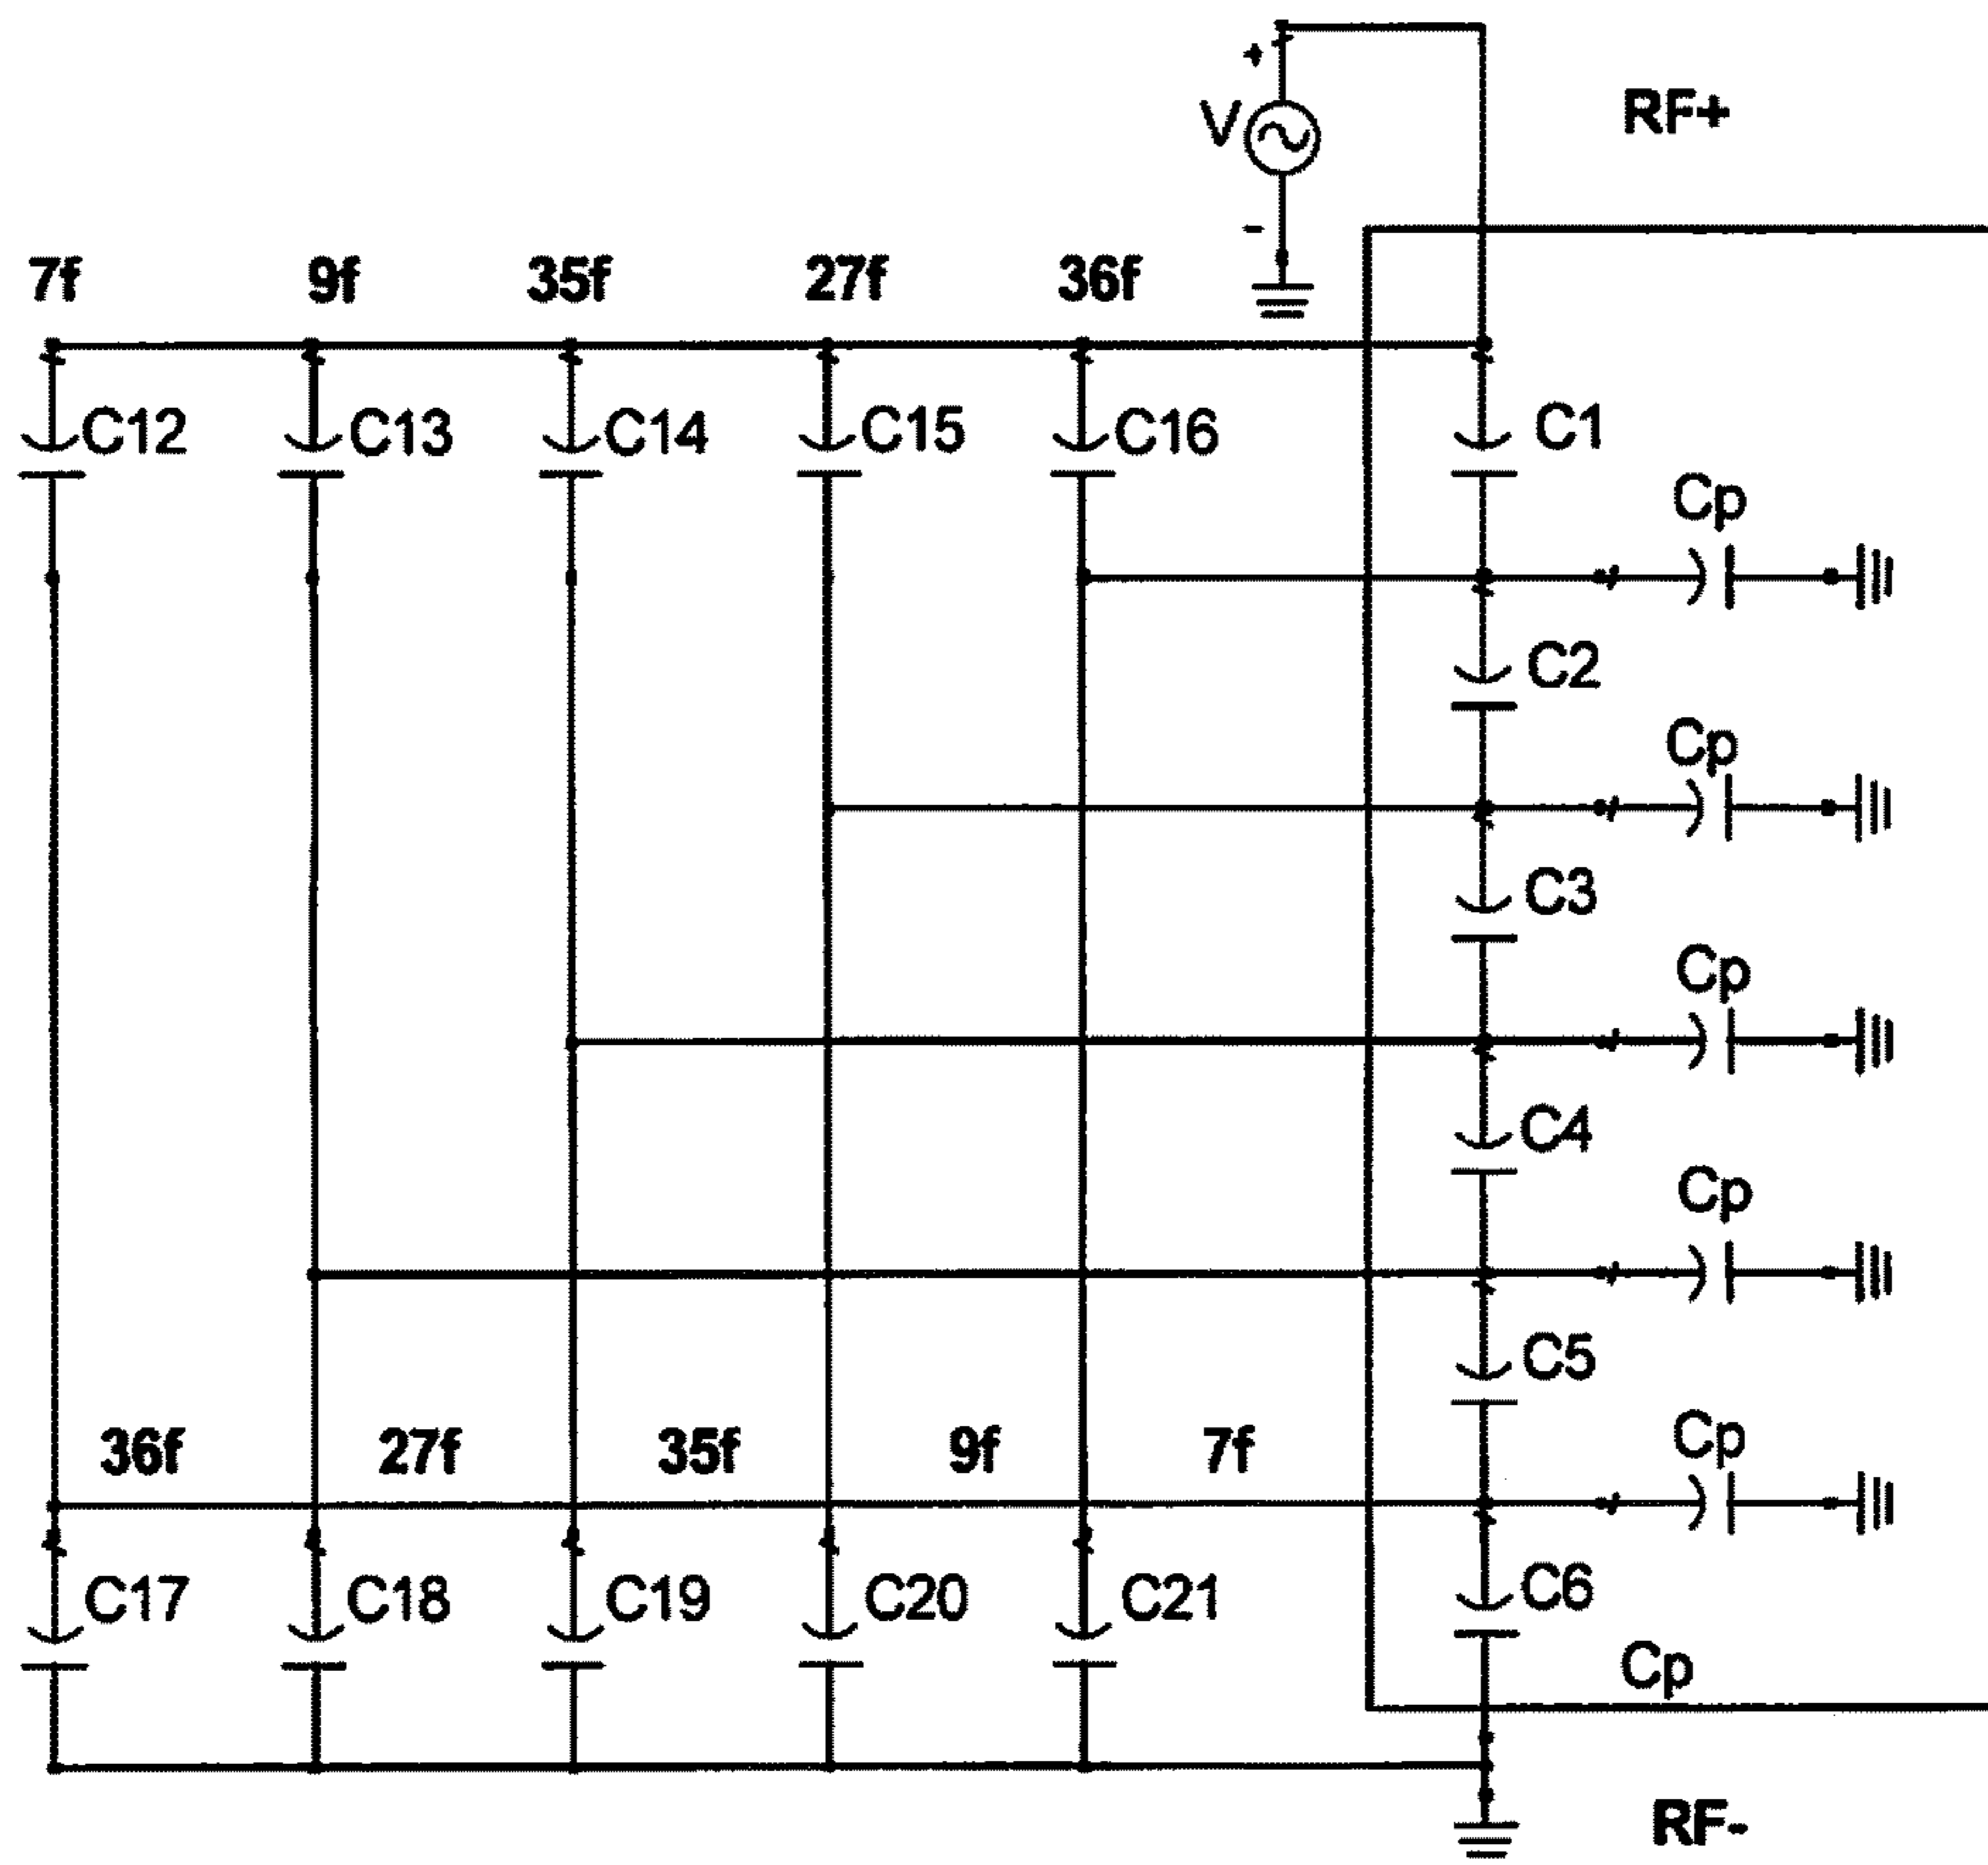 +
V
RF+
-
7f 9f 35f 27f 36f
C12 C13 C14 C15 C16 C1
Cp
C2
Cp
C3
Cp
C4
Cp
C5
36f 27f 35f 9f 7f Cp
C17 C18 C19 C20 C21 C6
Cp
RF-